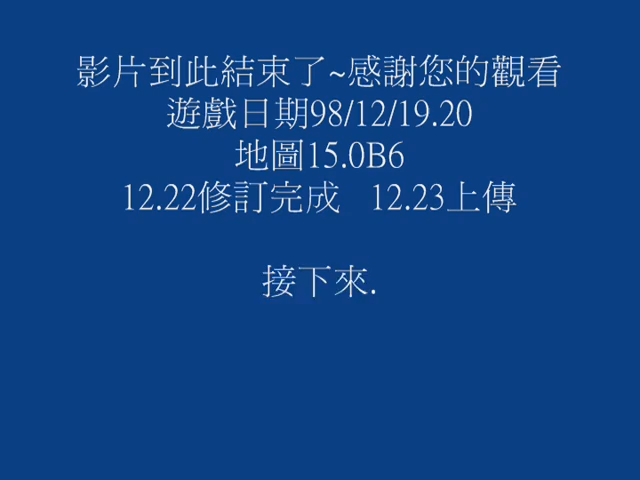 影片到此結束了~感謝您的觀看
遊戲日期98/12/19.20
地圖15.0B6
12.22修訂完成 12.23上傳
接下來.